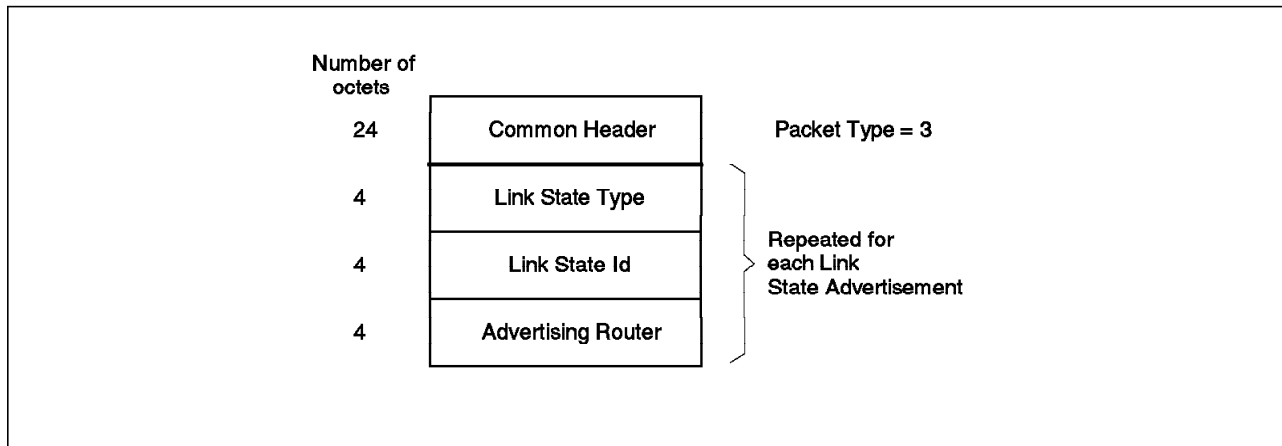 Number of
octets
24 Common Header Packet Type = 3
4 Link State Type
4 Link State Id
4 Advertising Router
Repeated for
each Link
State Advertisement